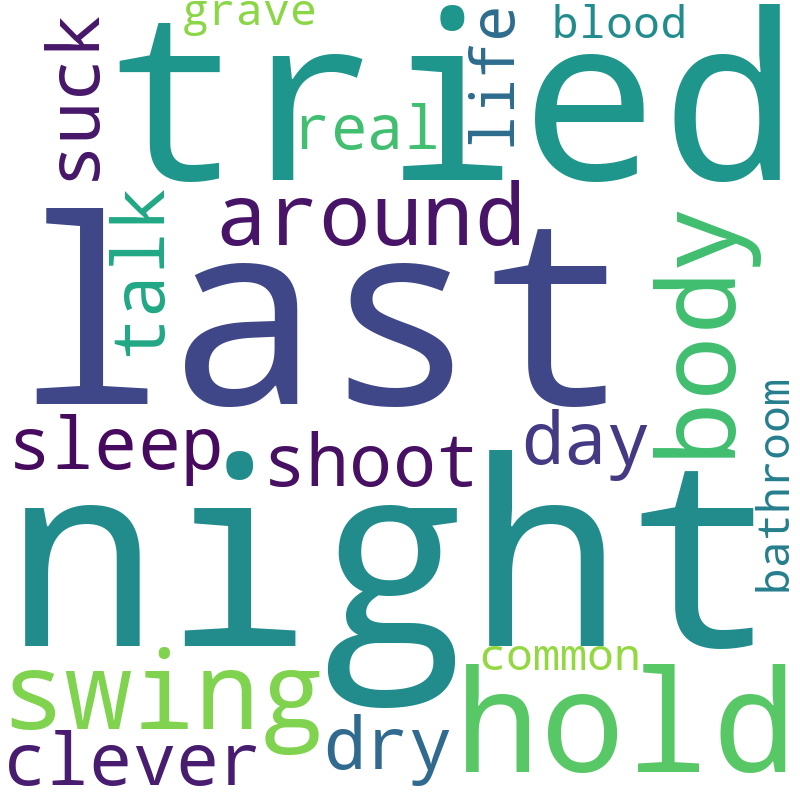 grave
blood
suck
tried
life
real
around
talk
last
body
sleep
shoot
day
bathroom
night
common
swing
hold
clever
dry